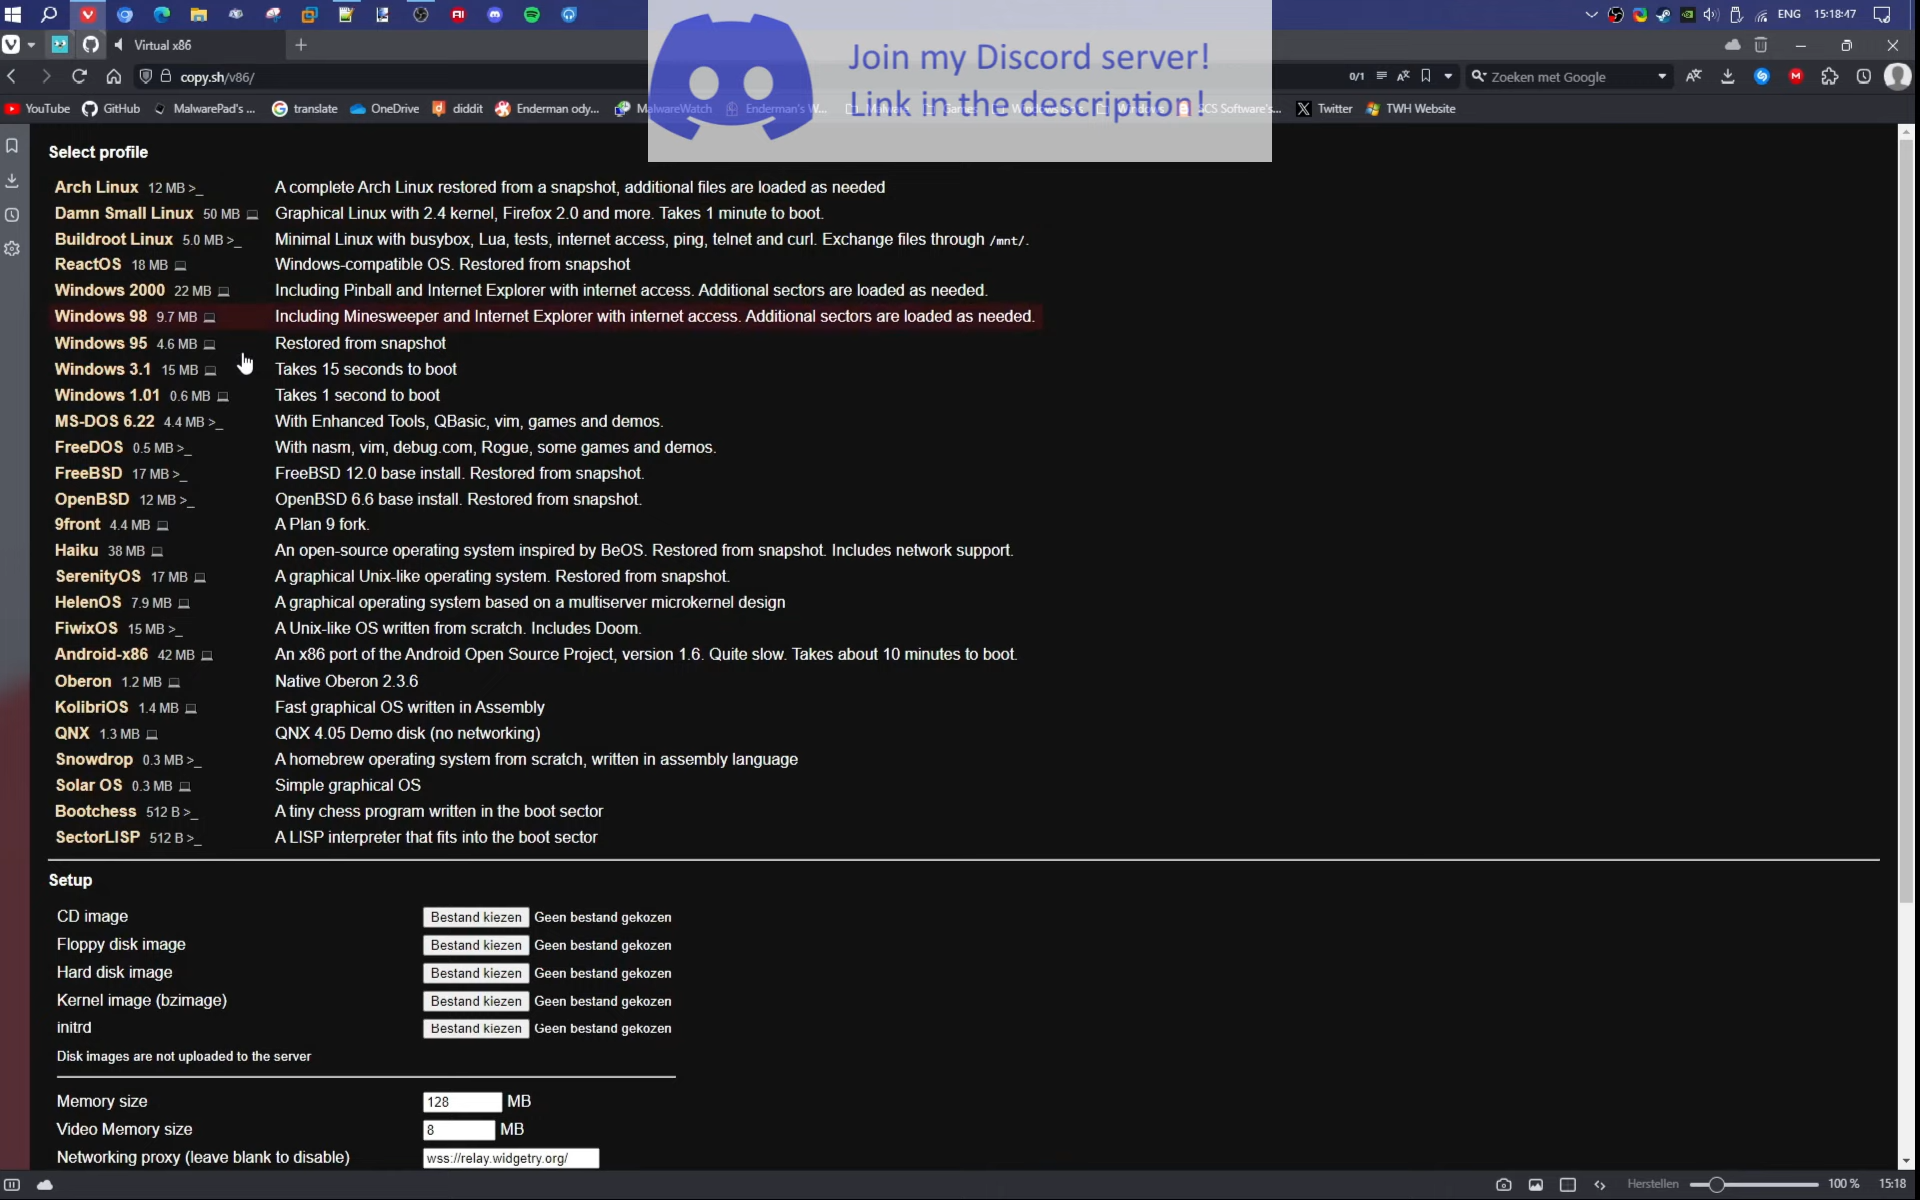 ENG 15:18:47
Virtual x86
copy.sh/v86/
0/1
Zoeken met Google
YouTube GitHub MalwarePad's ... translate OneDrive diddit Enderman ody... MalwareWatch Enderman's W... SCS Software's... Twitter TWH Website
Join my Discord server!
Link in the description!
Select profile
Arch Linux 12 MB >_ A complete Arch Linux restored from a snapshot, additional files are loaded as needed
Damn Small Linux 50 MB Graphical Linux with 2.4 kernel, Firefox 2.0 and more. Takes 1 minute to boot.
Buildroot Linux 5.0 MB >_ Minimal Linux with busybox, Lua, tests, internet access, ping, telnet and curl. Exchange files through /mnt/.
ReactOS 18 MB Windows-compatible OS. Restored from snapshot
Windows 2000 22 MB Including Pinball and Internet Explorer with internet access. Additional sectors are loaded as needed.
Windows 98 9.7 MB Including Minesweeper and Internet Explorer with internet access. Additional sectors are loaded as needed.
Windows 95 4.6 MB Restored from snapshot
Windows 3.1 15 MB Takes 15 seconds to boot
Windows 1.01 0.6 MB Takes 1 second to boot
MS-DOS 6.22 4.4 MB >_ With Enhanced Tools, QBasic, vim, games and demos.
FreeDOS 0.5 MB >_ With nasm, vim, debug.com, Rogue, some games and demos.
FreeBSD 17 MB >_ FreeBSD 12.0 base install. Restored from snapshot.
OpenBSD 12 MB >_ OpenBSD 6.6 base install. Restored from snapshot.
9front 4.4 MB A Plan 9 fork.
Haiku 38 MB An open-source operating system inspired by BeOS. Restored from snapshot. Includes network support.
SerenityOS 17 MB A graphical Unix-like operating system. Restored from snapshot.
HelenOS 7.9 MB A graphical operating system based on a multiserver microkernel design
FiwixOS 15 MB >_ A Unix-like OS written from scratch. Includes Doom.
Android-x86 42 MB An x86 port of the Android Open Source Project, version 1.6. Quite slow. Takes about 10 minutes to boot.
Oberon 1.2 MB Native Oberon 2.3.6
KolibriOS 1.4 MB Fast graphical OS written in Assembly
QNX 1.3 MB QNX 4.05 Demo disk (no networking)
Snowdrop 0.3 MB >_ A homebrew operating system from scratch, written in assembly language
Solar OS 0.3 MB Simple graphical OS
Bootchess 512 B >_ A tiny chess program written in the boot sector
SectorLISP 512 B >_ A LISP interpreter that fits into the boot sector
Setup
CD image Bestand kiezen Geen bestand gekozen
Floppy disk image Bestand kiezen Geen bestand gekozen
Hard disk image Bestand kiezen Geen bestand gekozen
Kernel image (bzimage) Bestand kiezen Geen bestand gekozen
initrd Bestand kiezen Geen bestand gekozen
Disk images are not uploaded to the server
Memory size 128 MB
Video Memory size 8 MB
Networking proxy (leave blank to disable) wss://relay.widgetry.org/
Herstellen 100 % 15:18